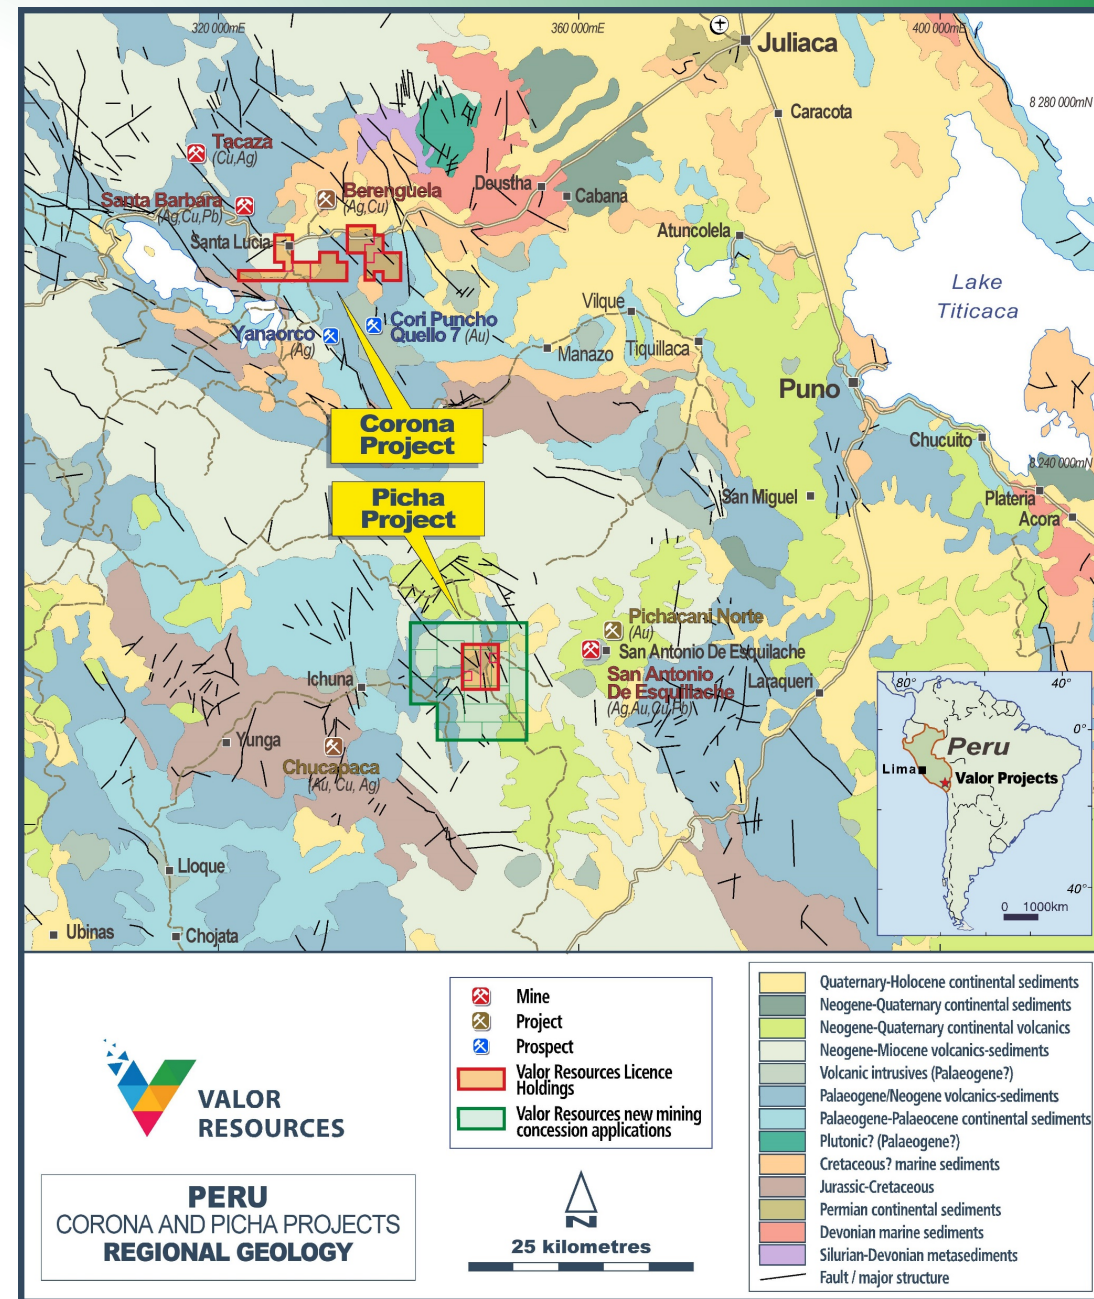 320 000mE
360 000mE
400 000mE
Juliaca
8 280 000mN
Caracota
Tacaza
(Cu,Ag)
Deustha
Cabana
Berenguela
(Ag,Cu)
Santa Barbara
(Ag,Cu,Pb)
Santa Lucia
Atuncolela
Lake
Titicaca
Vilque
Cori Puncho
Quello 7 (Au)
Yanaorco
(Ag)
Manazo
Tiquillaca
Puno
Corona
Project
Chucuito
8 240 000mN
Picha
Project
San Miguel
Plateria
Acora
Pichacani Norte
(Au)
San Antonio De Esquilache
San Antonio
De Esquilache
(Ag,Au,Cu,Pb)
Laraqueri
Ichuna
Yunga
Chucapaca
(Au, Cu, Ag)
Lloque
Ubinas
Chojata
80°
40°
0°
Peru
Lima
Valor Projects
40°
0 1000km
VALOR
RESOURCES
PERU
CORONA AND PICHA PROJECTS
REGIONAL GEOLOGY
Mine
Project
Prospect
Valor Resources Licence
Holdings
Valor Resources new mining
concession applications
N
25 kilometres
Quaternary-Holocene continental sediments
Neogene-Quaternary continental sediments
Neogene-Quaternary continental volcanics
Neogene-Miocene volcanics-sediments
Volcanic intrusives (Palaeogene?)
Palaeogene/Neogene volcanics-sediments
Palaeogene-Palaeocene continental sediments
Plutonic? (Palaeogene?)
Cretaceous? marine sediments
Jurassic-Cretaceous
Permian continental sediments
Devonian marine sediments
Silurian-Devonian metasediments
Fault / major structure